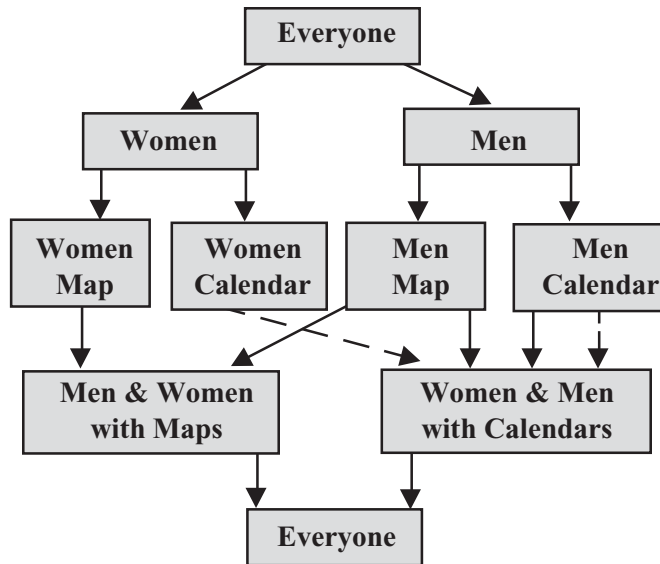 Everyone
Women
Men
Women
Map
Women
Calendar
Men
Map
Men
Calendar
Men & Women
with Maps
Women & Men
with Calendars
Everyone